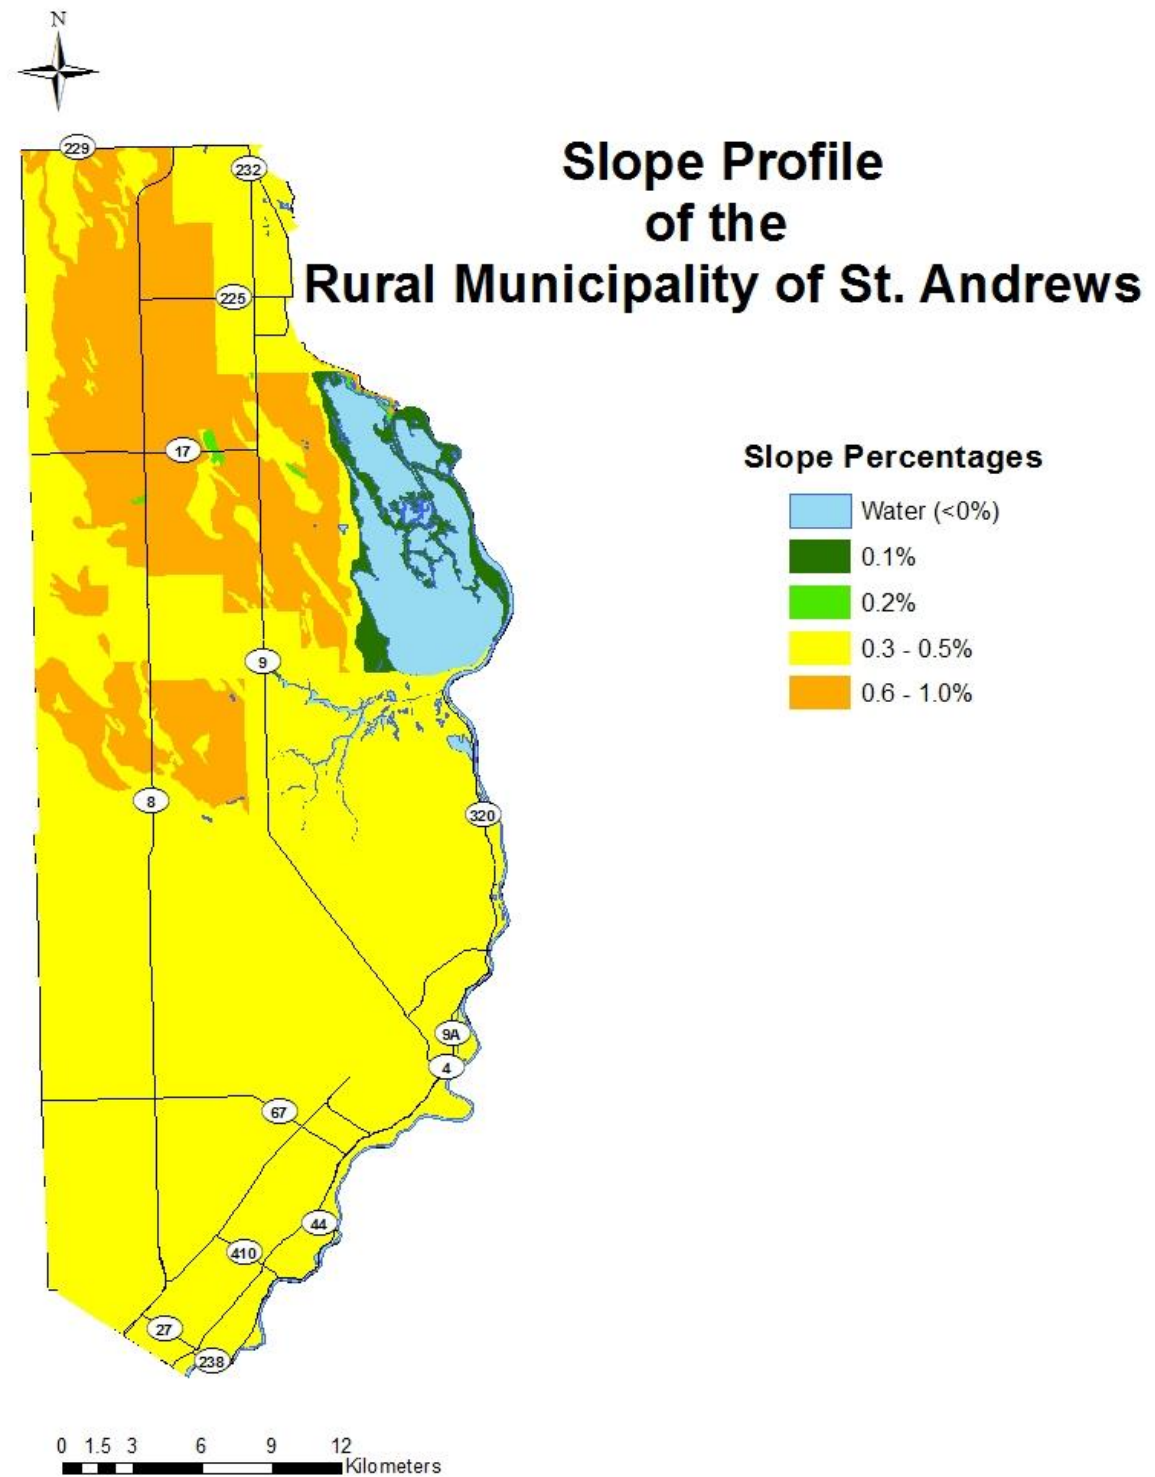 N
Slope Profile
of the
Rural Municipality of St. Andrews
229
232
225
17
Slope Percentages
Water (<0%)
0.1%
0.2%
0.3 - 0.5%
0.6 - 1.0%
9
8
320
9A
4
67
44
410
27
238
0 1.5 3 6 9 12
Kilometers